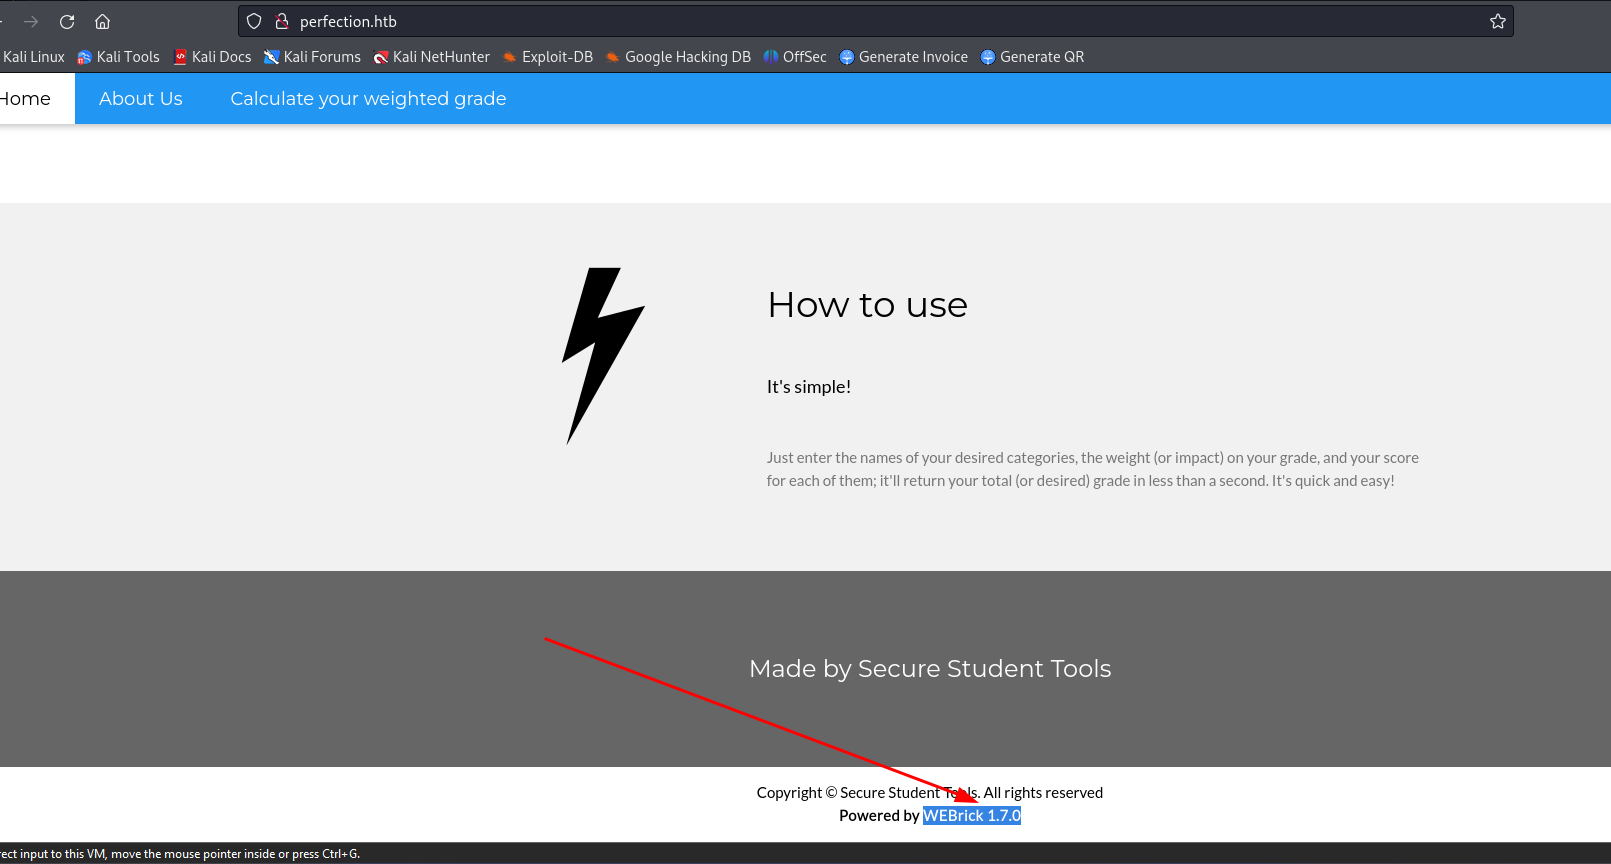 perfection.htb
Kali Linux Kali Tools Kali Docs Kali Forums Kali NetHunter Exploit-DB Google Hacking DB OffSec Generate Invoice Generate QR
Home About Us Calculate your weighted grade
How to use
It's simple!
Just enter the names of your desired categories, the weight (or impact) on your grade, and your score
for each of them; it'll return your total (or desired) grade in less than a second. It's quick and easy!
Made by Secure Student Tools
Copyright © Secure Student Tools. All rights reserved
Powered by WEBrick 1.7.0
rect input to this VM, move the mouse pointer inside or press Ctrl+G.